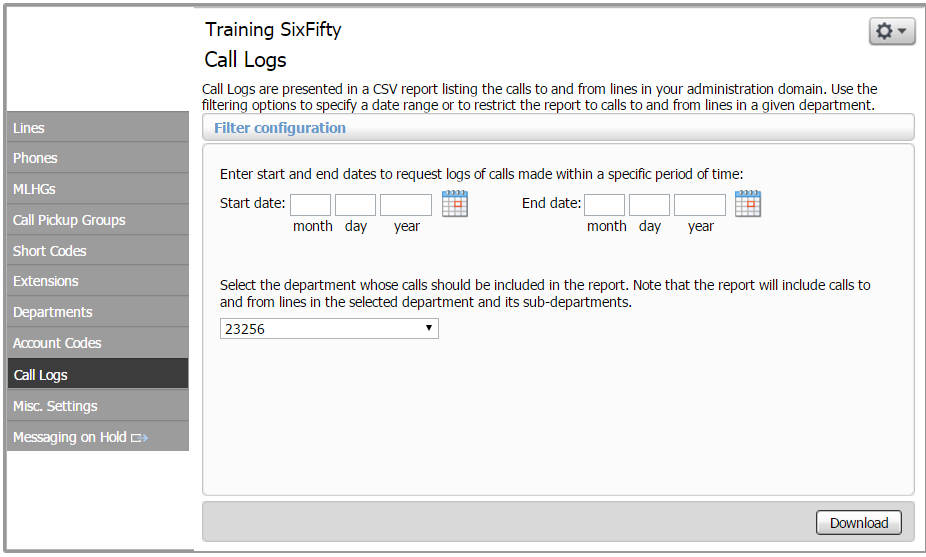 Training SixFifty
Call Logs
Call Logs are presented in a CSV report listing the calls to and from lines in your administration domain. Use the
filtering options to specify a date range or to restrict the report to calls to and from lines in a given department.
Lines
Phones
MLHGs
Call Pickup Groups
Short Codes
Extensions
Departments
Account Codes
Call Logs
Misc. Settings
Messaging on Hold
Filter configuration
Enter start and end dates to request logs of calls made within a specific period of time:
Start date: End date:
month day year month day year
Select the department whose calls should be included in the report. Note that the report will include calls to
and from lines in the selected department and its sub-departments.
23256
Download